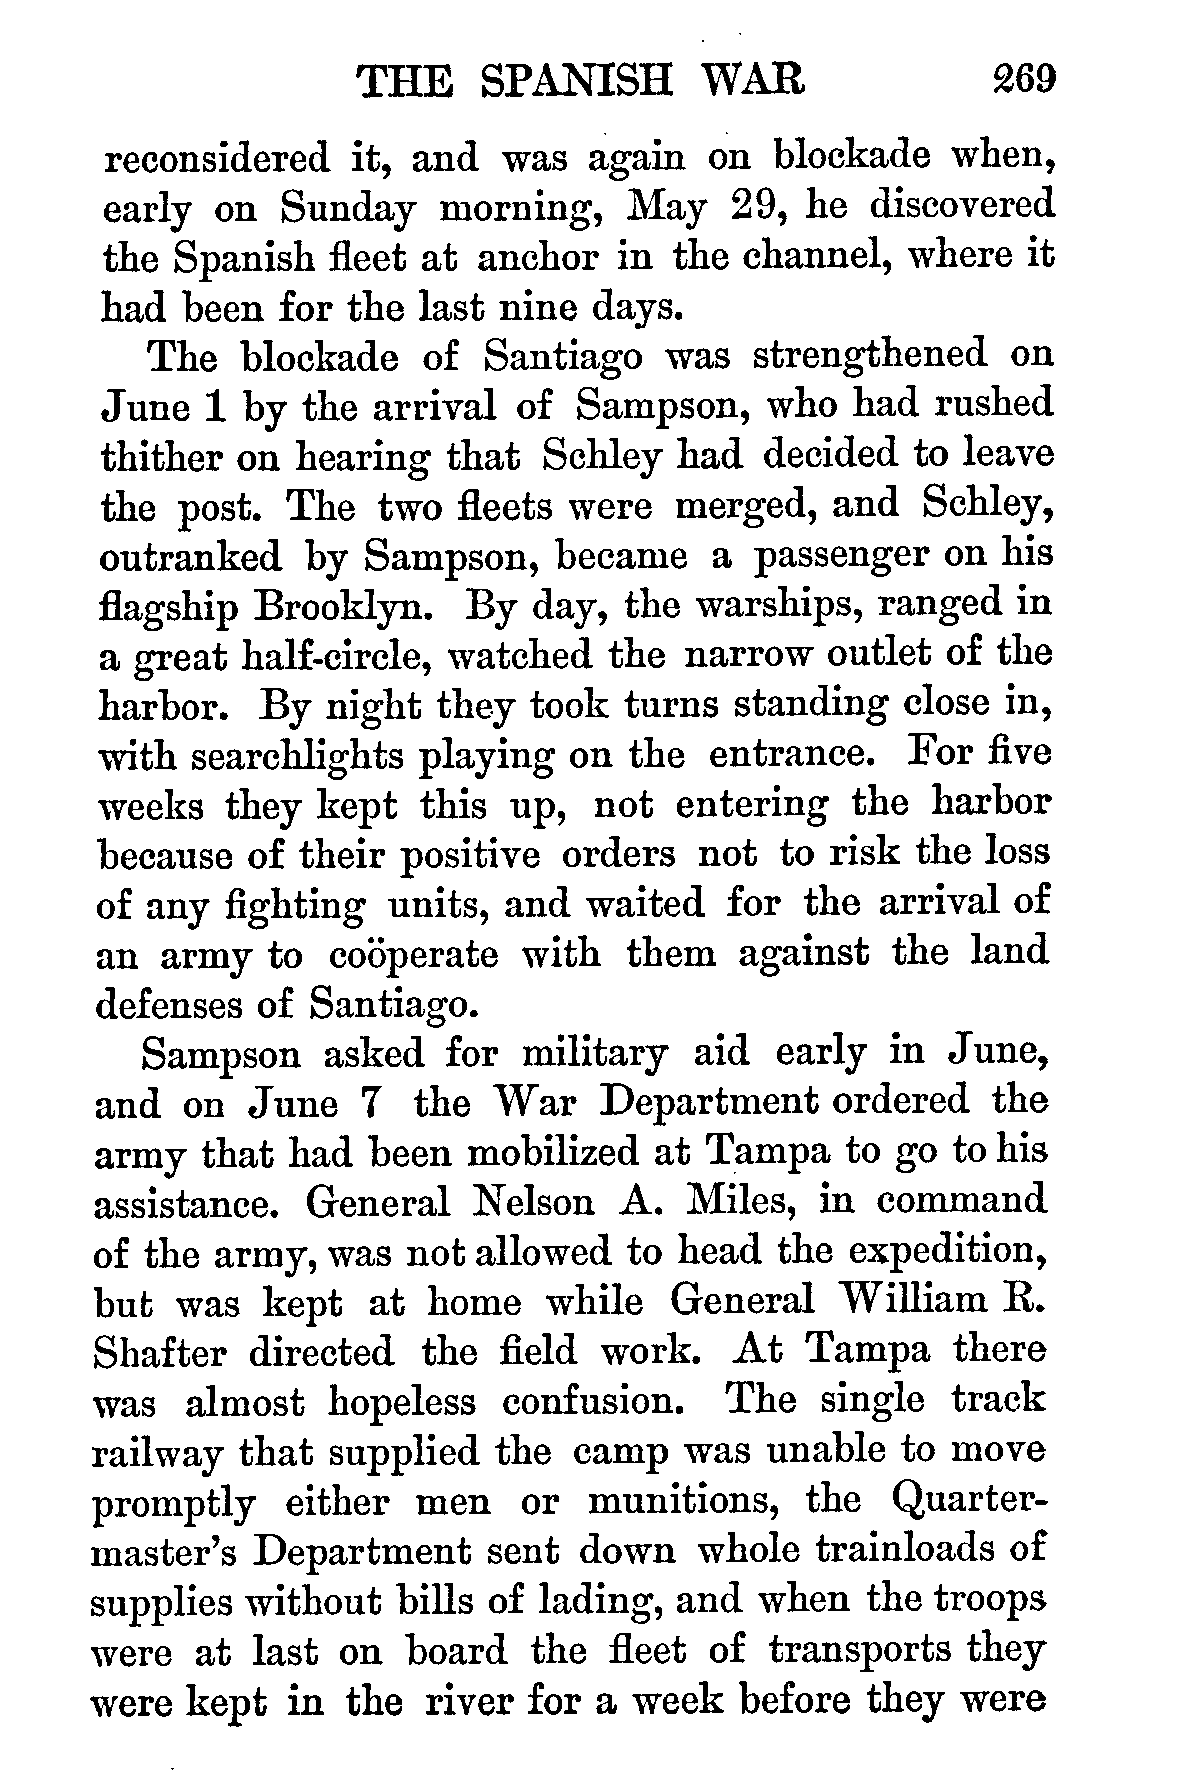 THE SPANISH WAR 269
reconsidered it, and was again on blockade when,
early on Sunday morning, May 29, he discovered
the Spanish fleet at anchor in the channel, where it
had been for the last nine days.
The blockade of Santiago was strengthened on
June 1 by the arrival of Sampson, who had rushed
thither on hearing that Schley had decided to leave
the post. The two fleets were merged, and Schley,
outranked by Sampson, became a passenger on his
flagship Brooklyn. By day, the warships, ranged in
a great half-circle, watched the narrow outlet of the
harbor. By night they took turns standing close in,
with searchlights playing on the entrance. For five
weeks they kept this up, not entering the harbor
because of their positive orders not to risk the loss
of any fighting units, and waited for the arrival of
an army to coöperate with them against the land
defenses of Santiago.
Sampson asked for military aid early in June,
and on June 7 the War Department ordered the
army that had been mobilized at Tampa to go to his
assistance. General Nelson A. Miles, in command
of the army, was not allowed to head the expedition,
but was kept at home while General William R.
Shafter directed the field work. At Tampa there
was almost hopeless confusion. The single track
railway that supplied the camp was unable to move
promptly either men or munitions, the Quarter-
master's Department sent down whole trainloads of
supplies without bills of lading, and when the troops
were at last on board the fleet of transports they
were kept in the river for a week before they were